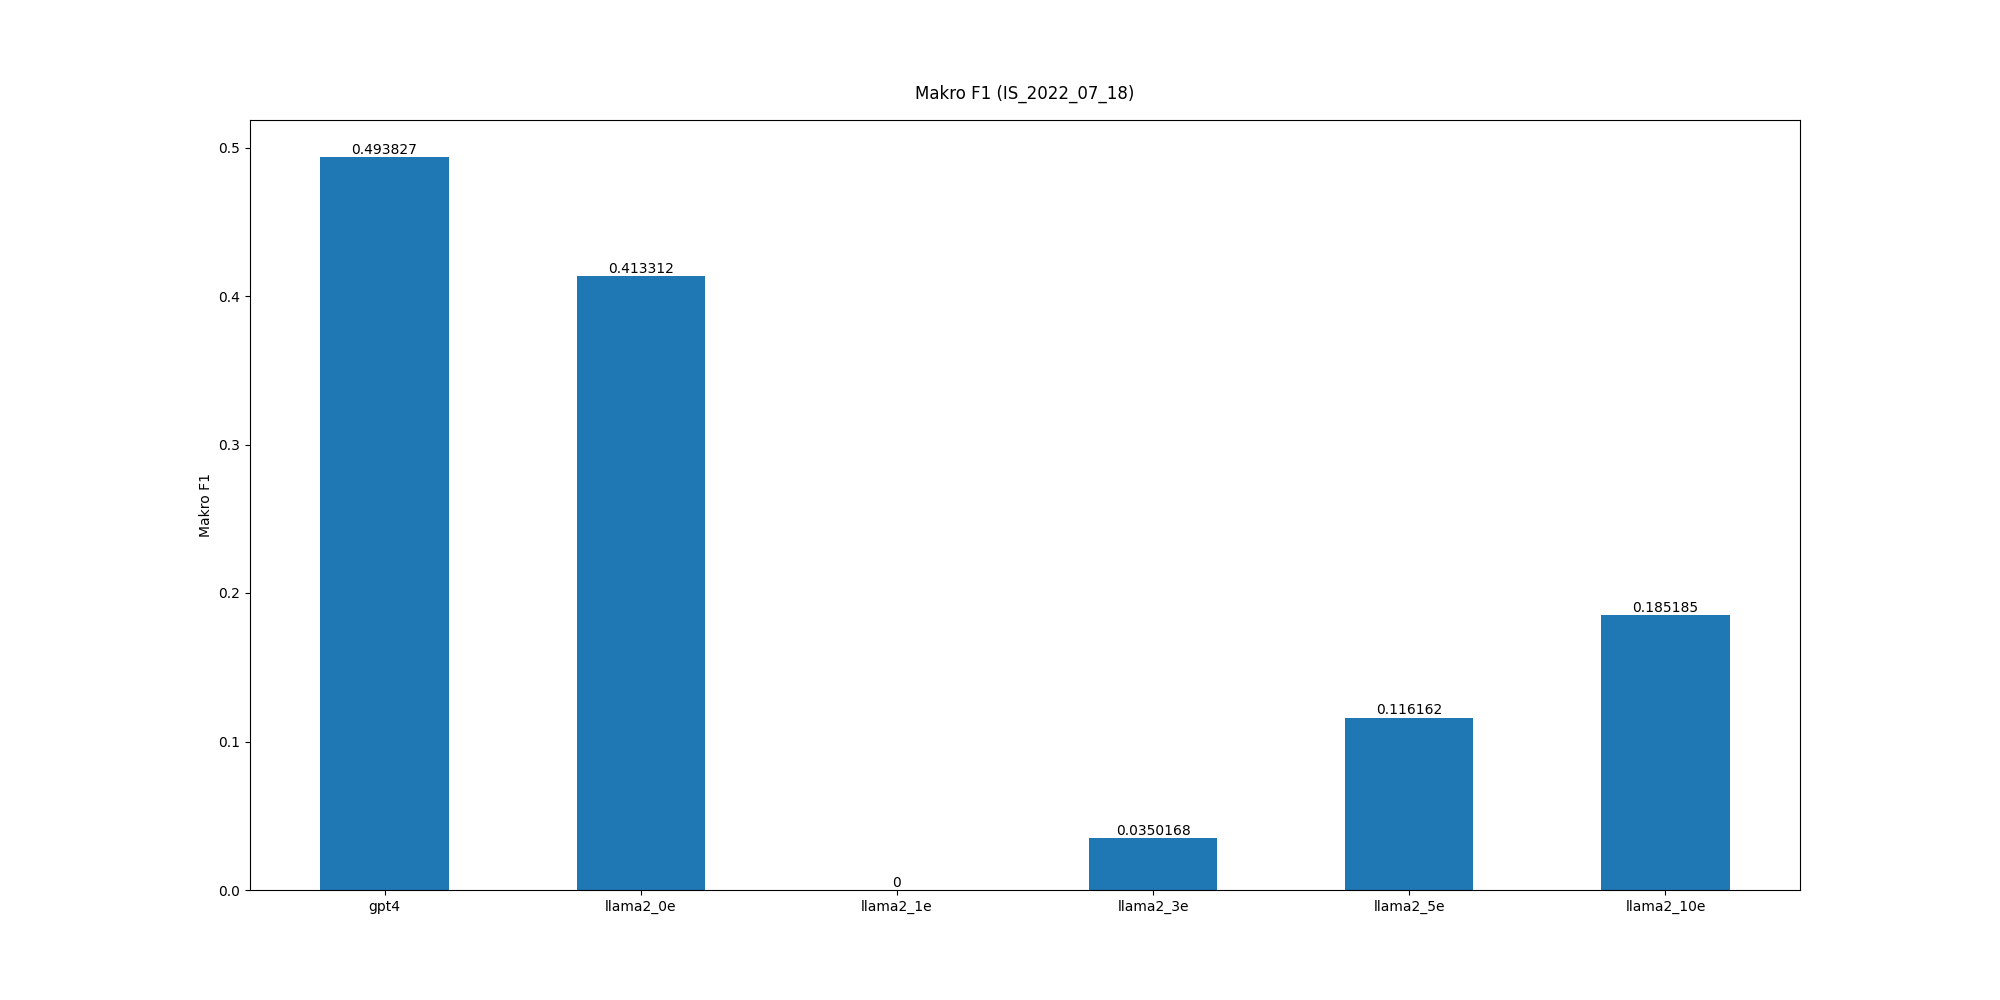 Makro F1 (IS_2022_07_18)
Makro F1
0.5
0.4
0.3
0.2
0.1
0.0
0.493827
0.413312
0
0.0350168
0.116162
0.185185
gpt4
llama2_0e
llama2_1e
llama2_3e
llama2_5e
llama2_10e